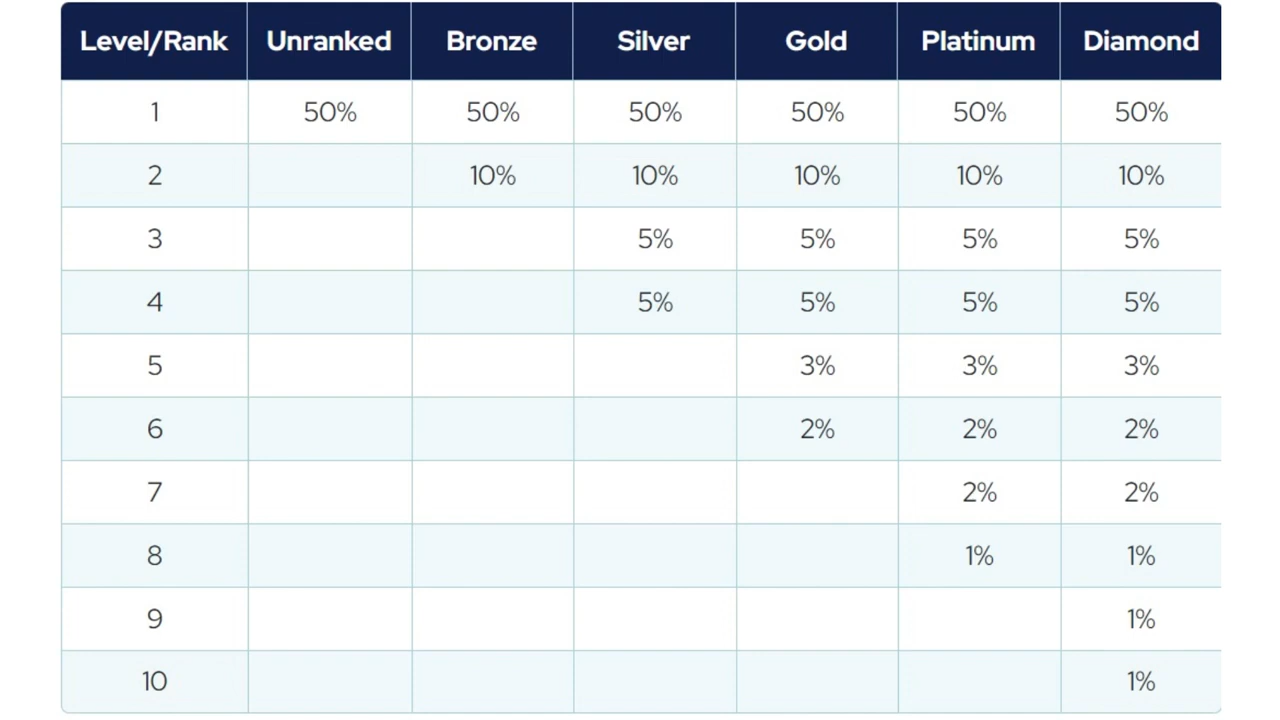 Level/Rank Unranked Bronze Silver Gold Platinum Diamond
1 50% 50% 50% 50% 50% 50%
2 10% 10% 10% 10% 10%
3 5% 5% 5% 5%
4 5% 5% 5% 5%
5 3% 3% 3%
6 2% 2% 2%
7 2% 2%
8 1% 1%
9 1%
10 1%